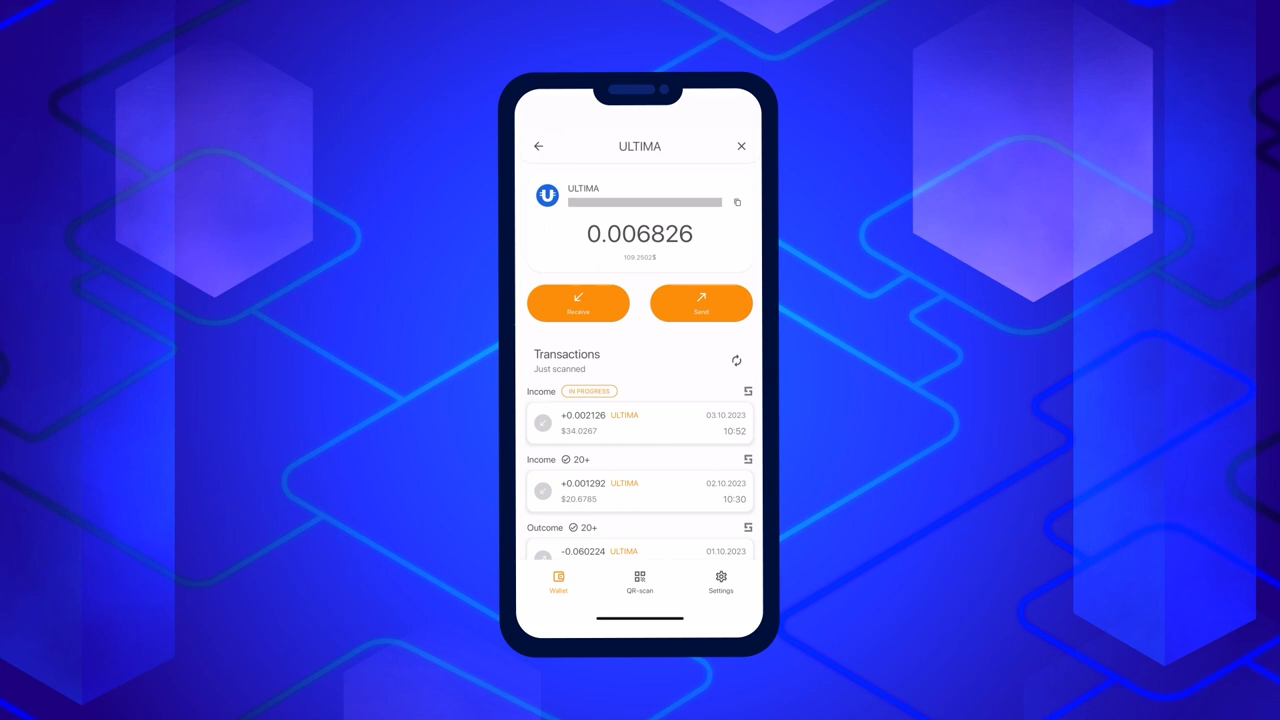 ULTIMA
ULTIMA
0.006826
109.2502$
Receive
Send
Transactions
Just scanned
Income IN PROGRESS
+0.002126 ULTIMA 03.10.2023
$34.0267 10:52
Income 20+
+0.001292 ULTIMA 02.10.2023
$20.6785 10:30
Outcome 20+
-0.060224 ULTIMA 01.10.2023
Wallet QR-scan Settings